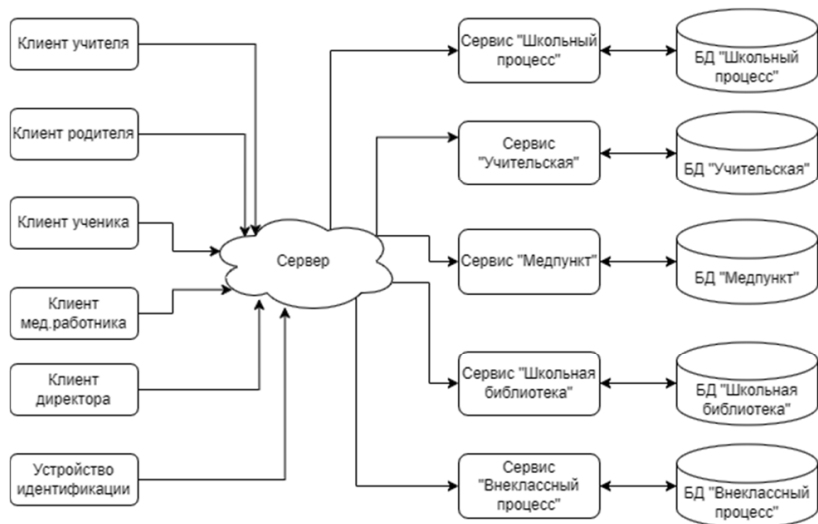 Клиент учителя
Клиент родителя
Клиент ученика
Клиент
мед.работника
Клиент
директора
Устройство
идентификации
Сервер
Сервис "Школьный
процесс"
Сервис
"Учительская"
Сервис "Медпункт"
Сервис "Школьная
библиотека"
Сервис
"Внеклассный
процесс"
БД "Школьный
процесс"
БД "Учительская"
БД "Медпункт"
БД "Школьная
библиотека"
БД "Внеклассный
процесс"